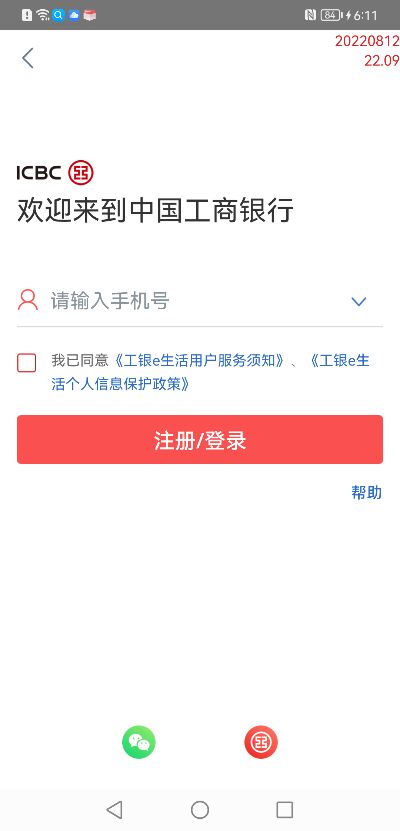 84 6:11
20220812
22.09
ICBC
欢迎来到中国工商银行
请输入手机号
我已同意《工银e生活用户服务须知》、《工银e生
活个人信息保护政策》
注册/登录
帮助